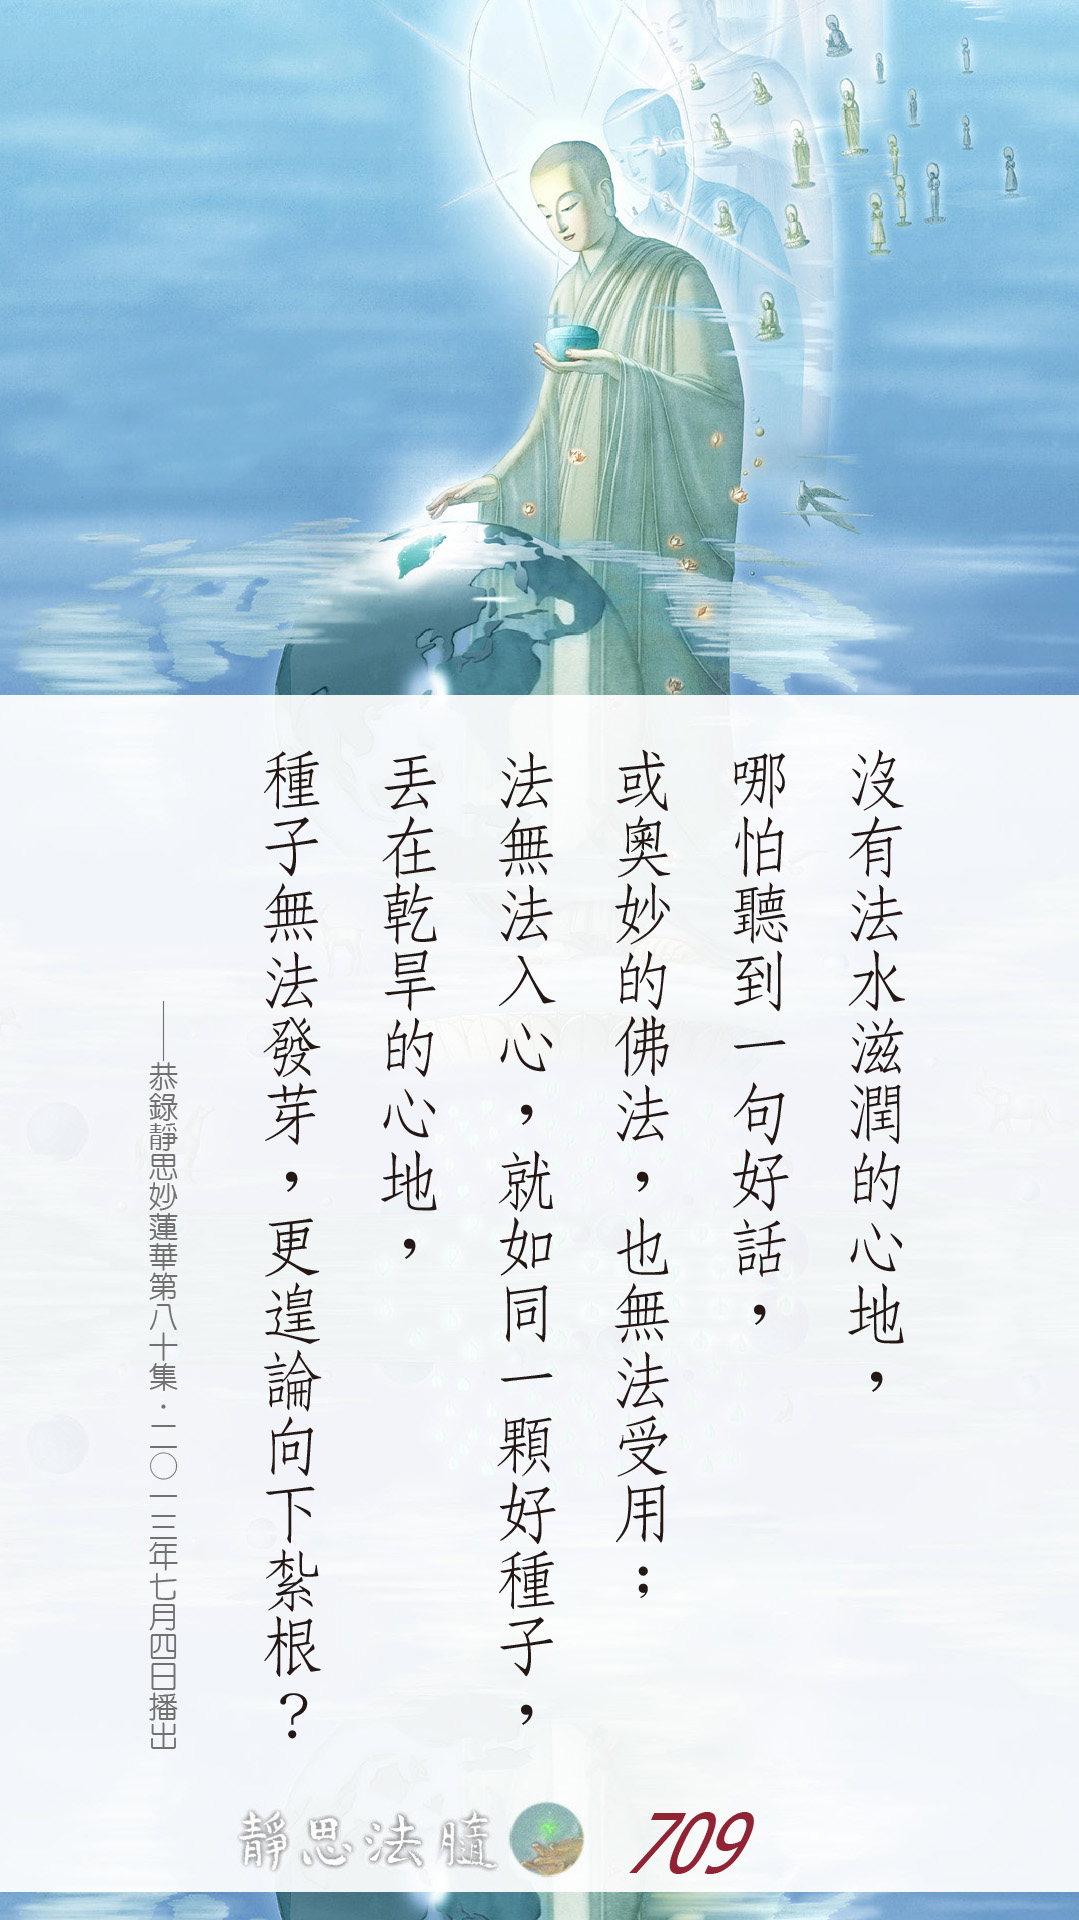 沒有法水滋潤的心地，
哪怕聽到一句好話，
或奧妙的佛法，也無法受用；
法無法入心，就如同一顆好種子，
丟在乾旱的心地，
種子無法發芽，更遑論向下紮根？
——恭錄靜思妙蓮華第八十集．二〇一三年七月四日播出
靜思法髓
709